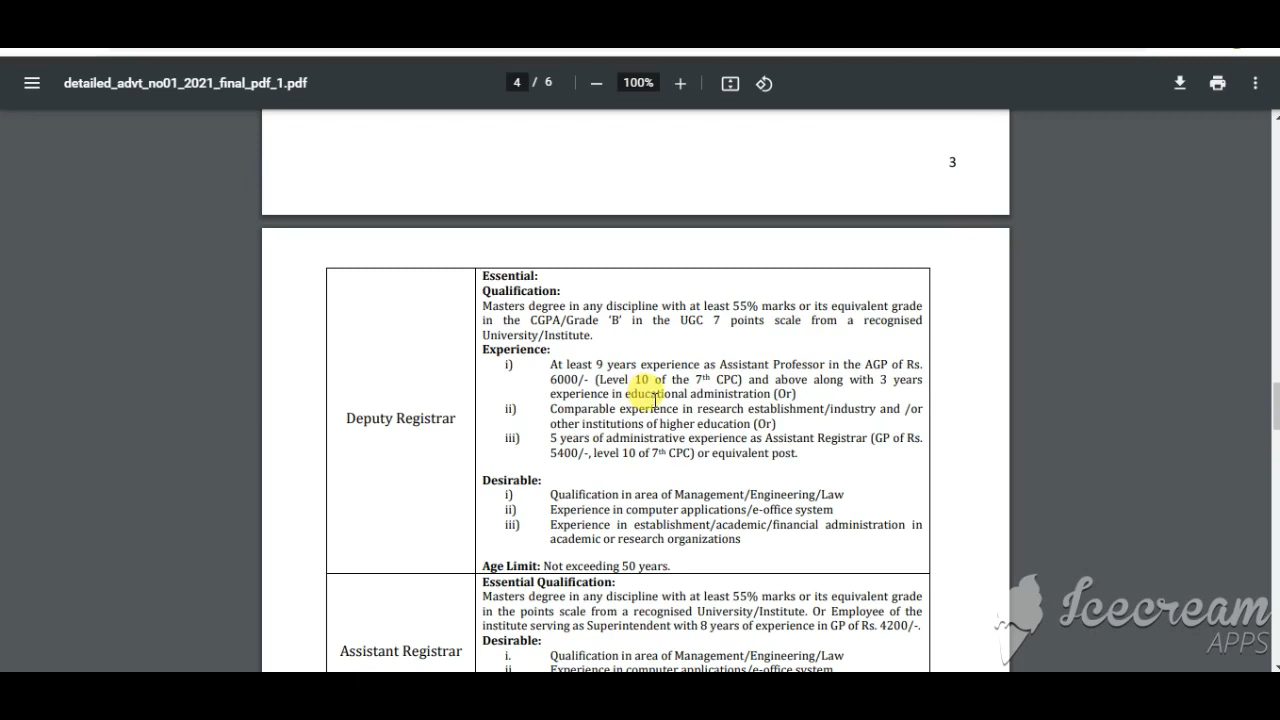 detailed_advt_no01_2021_final_pdf_1.pdf
4 / 6
100%
3
Essential:
Qualification:
Masters degree in any discipline with at least 55% marks or its equivalent grade
in the CGPA/Grade ‘B’ in the UGC 7 points scale from a recognised
University/Institute.
Experience:
i) At least 9 years experience as Assistant Professor in the AGP of Rs.
6000/- (Level 10 of the 7th CPC) and above along with 3 years
experience in educational administration (Or)
ii) Comparable experience in research establishment/industry and /or
other institutions of higher education (Or)
Deputy Registrar
iii) 5 years of administrative experience as Assistant Registrar (GP of Rs.
5400/-, level 10 of 7th CPC) or equivalent post.
Desirable:
i) Qualification in area of Management/Engineering/Law
ii) Experience in computer applications/e-office system
iii) Experience in establishment/academic/financial administration in
academic or research organizations
Age Limit: Not exceeding 50 years.
Essential Qualification:
Masters degree in any discipline with at least 55% marks or its equivalent grade
in the points scale from a recognised University/Institute. Or Employee of the
institute serving as Superintendent with 8 years of experience in GP of Rs. 4200/-.
Desirable:
Assistant Registrar
i. Qualification in area of Management/Engineering/Law
ii. Experience in computer applications/e-office system
Icecream
APPS